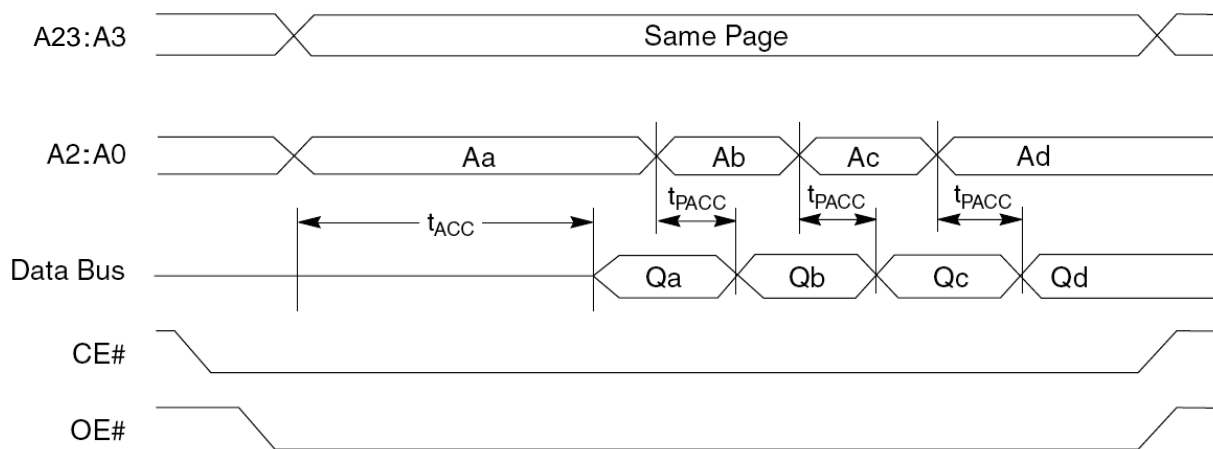 A23:A3 Same Page
A2:A0 Aa Ab Ac Ad
tACC tPACC tPACC tPACC
Data Bus Qa Qb Qc Qd
CE#
OE#